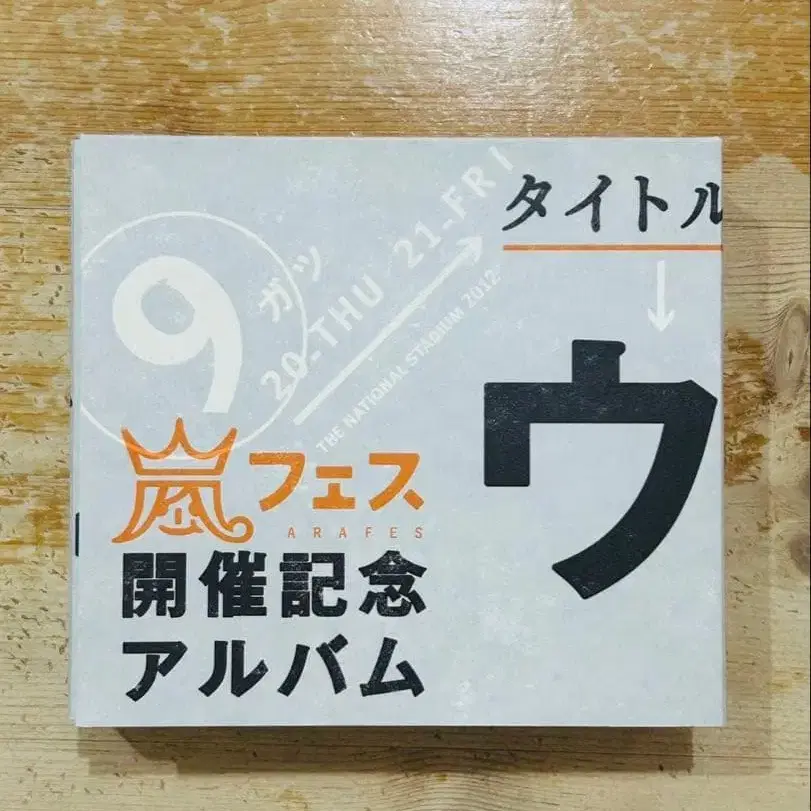 9
ガツ
20-THU 21-FRI
THE NATIONAL STADIUM 2012
嵐フェス
ARAFES
開催記念
アルバム
タイトル
ウ